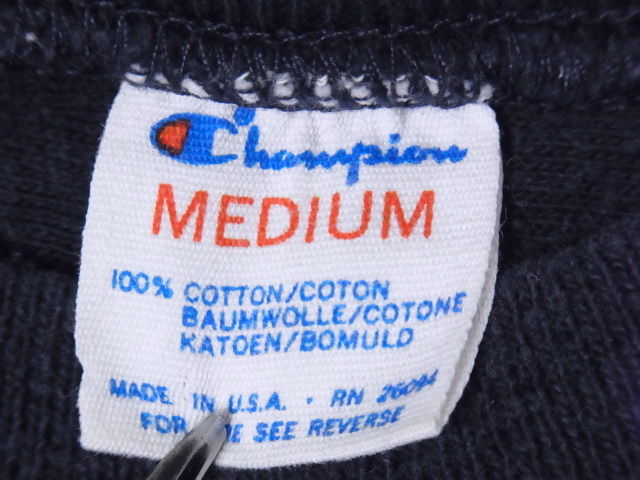 Champion
MEDIUM
100% COTTON/COTON
BAUMWOLLE/COTONE
KATOEN/BOMULD
MADE IN U.S.A. · RN 26094
FOR SEE REVERSE